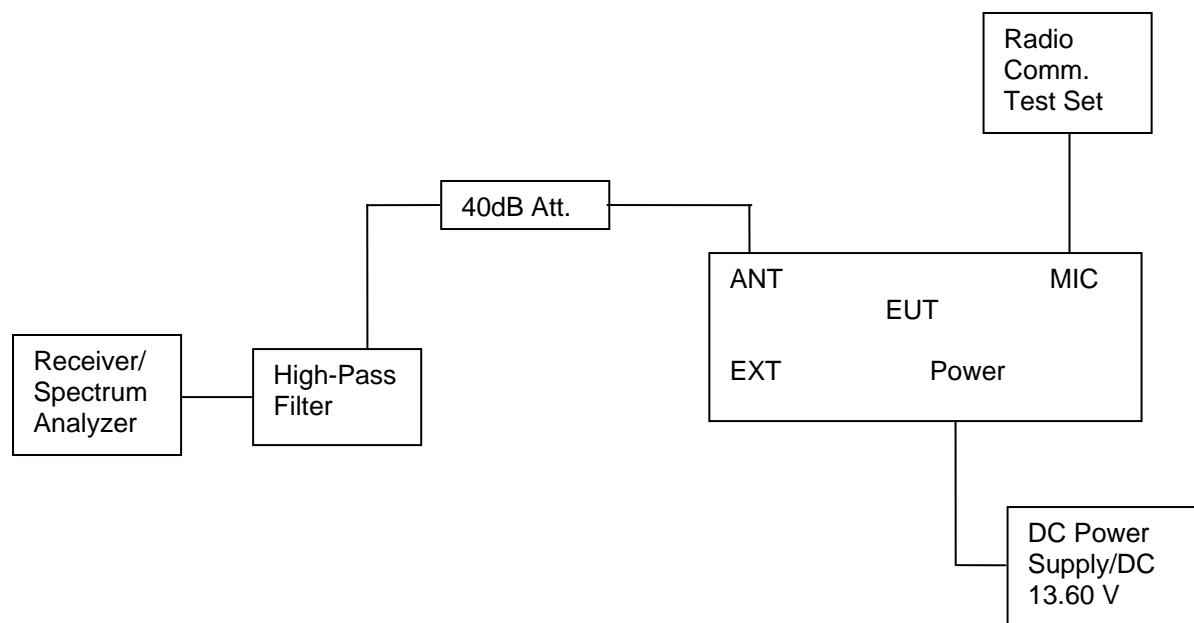 Radio
Comm.
Test Set
40dB Att.
ANT
MIC
EUT
EXT
Power
Receiver/
Spectrum
Analyzer
High-Pass
Filter
DC Power
Supply/DC
13.60 V